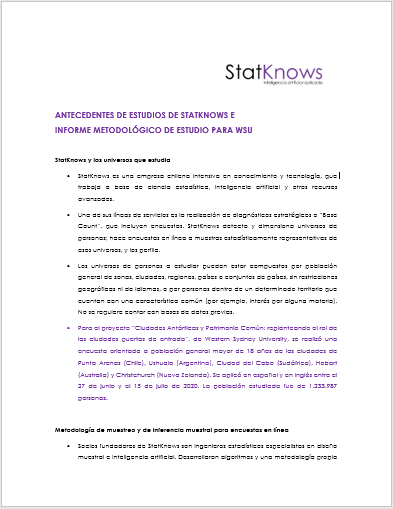 StatKnows
inteligencia artificial aplicada
ANTECEDENTES DE ESTUDIOS DE STATKNOWS E
INFORME METODOLÓGICO DE ESTUDIO PARA WSU
StatKnows y los universos que estudia
• StatKnows es una empresa chilena intensiva en conocimiento y tecnología, que
trabaja a base de ciencia estadística, inteligencia artificial y otros recursos
avanzados.
• Una de sus líneas de servicios es la realización de diagnósticos estratégicos o "Base
Count", que incluyen encuestas. StatKnows detecta y dimensiona universos de
personas; hace encuestas en línea a muestras estadísticamente representativas de
esos universos, y los perfila.
• Los universos de personas a estudiar pueden estar compuestos por población
general de zonas, ciudades, regiones, países o conjuntos de países, sin restricciones
geográficas ni de idiomas, o por personas dentro de un determinado territorio que
cuentan con una característica común (por ejemplo, interés por alguna materia).
No se requiere contar con bases de datos previas.
• Para el proyecto "Ciudades Antárticas y Patrimonio Común: replanteando el rol de
las ciudades puertas de entrada", de Western Sydney University, se realizó una
encuesta orientada a población general mayor de 18 años de las ciudades de
Punta Arenas (Chile), Ushuaia (Argentina), Ciudad del Cabo (Sudáfrica), Hobart
(Australia) y Christchurch (Nueva Zelanda). Se aplicó en español y en inglés entre el
27 de junio y el 15 de julio de 2020. La población estudiada fue de 1.233.987
personas.
Metodología de muestreo y de inferencia muestral para encuestas en línea
• Socios fundadores de StatKnows son ingenieros estadísticos especialistas en diseño
muestral e inteligencia artificial. Desarrollaron algoritmos y una metodología propia